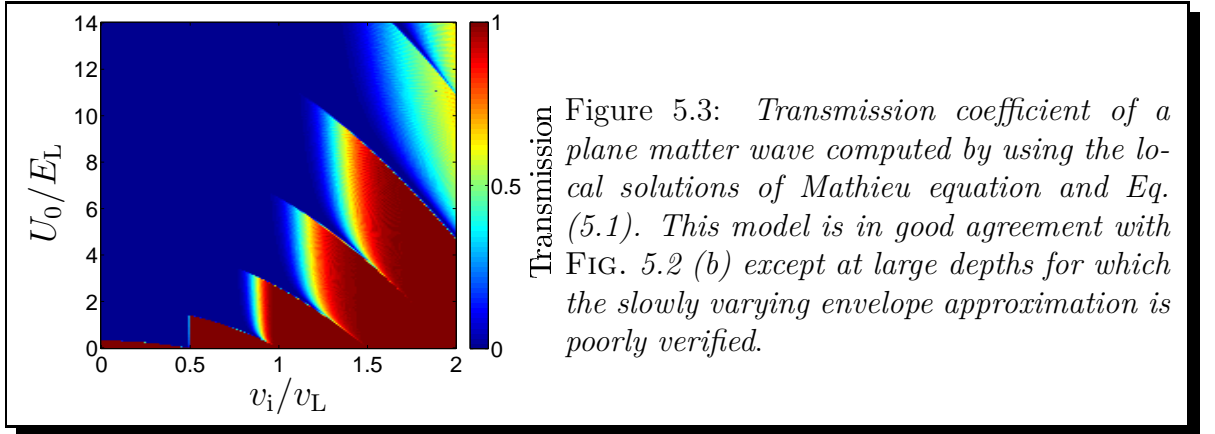 14
12
10
8
6
4
2
0
U0/EL
0
0.5
1
1.5
2
vi/vL
1
0.5
0
Transmission
Figure 5.3: Transmission coefficient of a
plane matter wave computed by using the lo-
cal solutions of Mathieu equation and Eq.
(5.1). This model is in good agreement with
FIG. 5.2 (b) except at large depths for which
the slowly varying envelope approximation is
poorly verified.